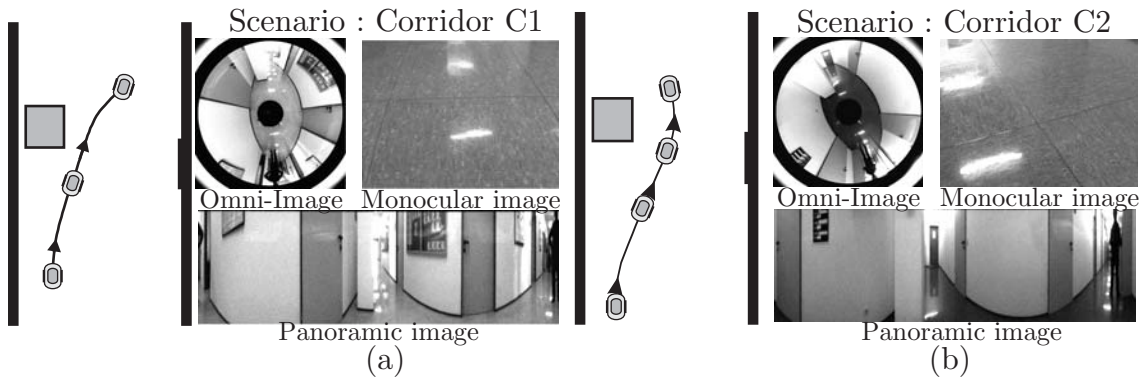 Scenario : Corridor C1
Omni-Image
Monocular image
Panoramic image
(a)
Scenario : Corridor C2
Omni-Image
Monocular image
Panoramic image
(b)